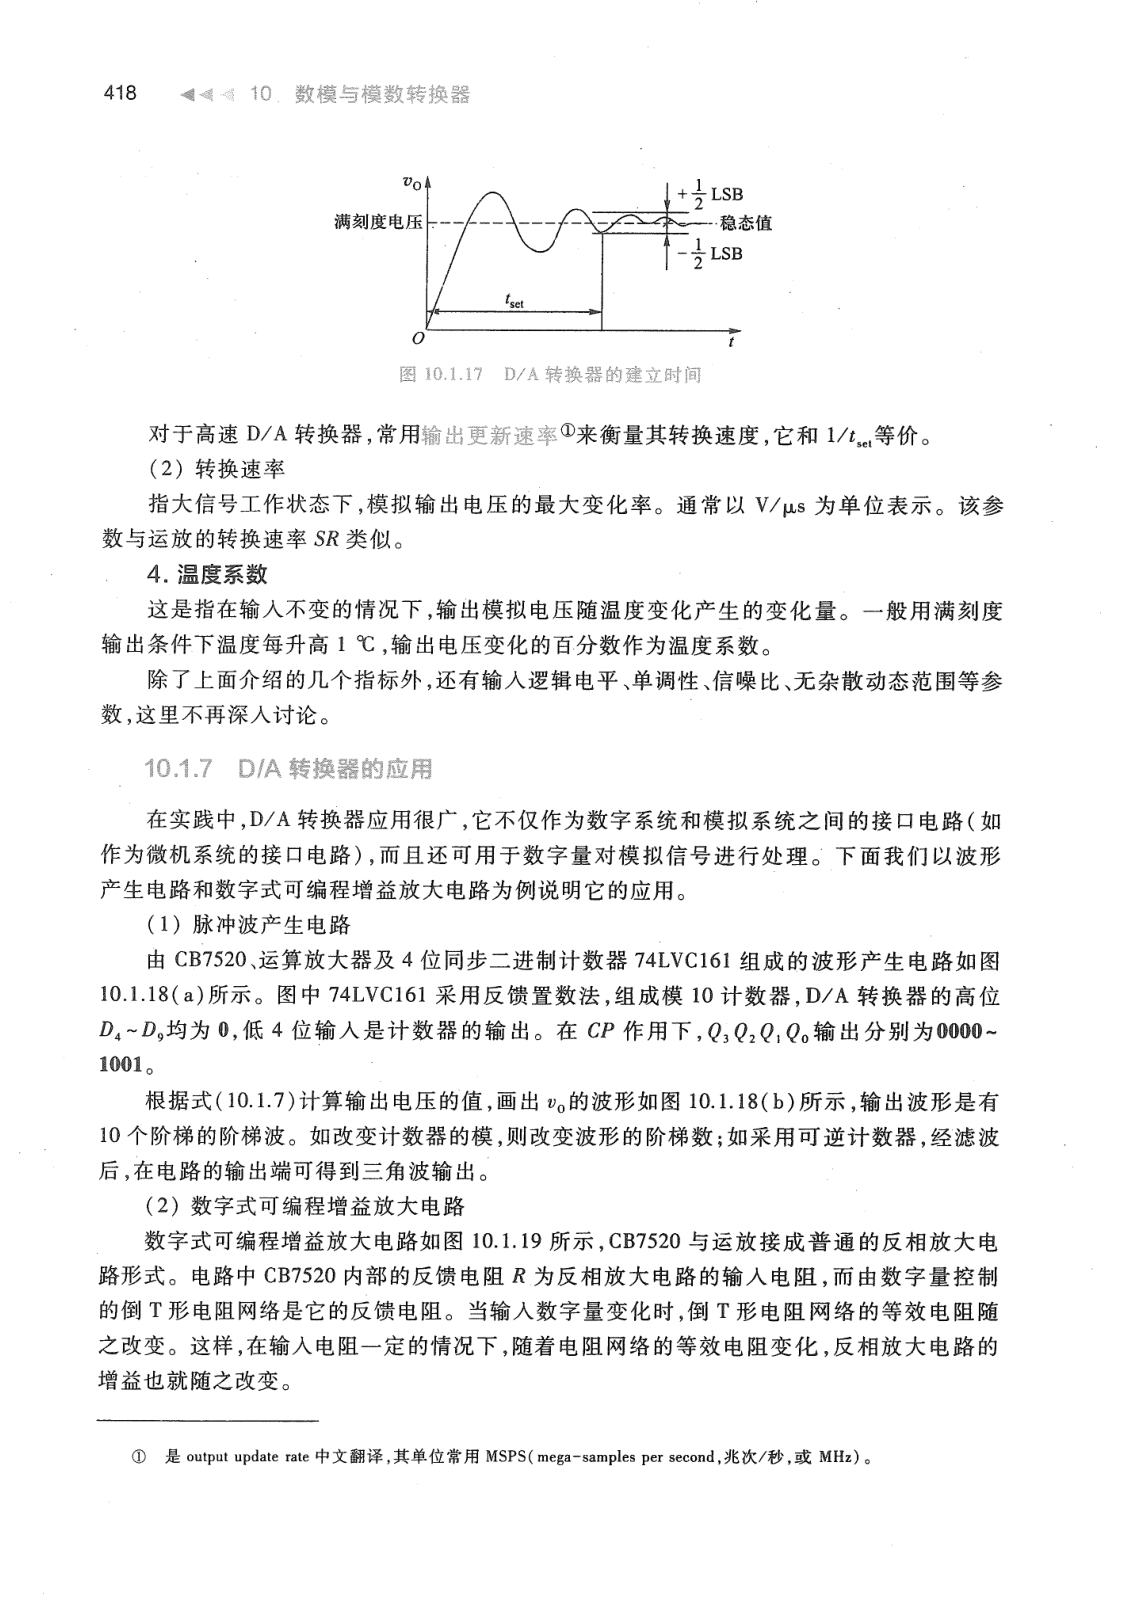 418 10 数模与模数转换器
v_O
满刻度电压
+1/2 LSB
稳态值
-1/2 LSB
t_set
O
t
图 10.1.17 D/A 转换器的建立时间
对于高速 D/A 转换器,常用输出更新速率①来衡量其转换速度,它和 1/t_set等价。
(2) 转换速率
指大信号工作状态下,模拟输出电压的最大变化率。通常以 V/μs 为单位表示。该参
数与运放的转换速率 SR 类似。
4. 温度系数
这是指在输入不变的情况下,输出模拟电压随温度变化产生的变化量。一般用满刻度
输出条件下温度每升高 1 ℃,输出电压变化的百分数作为温度系数。
除了上面介绍的几个指标外,还有输入逻辑电平、单调性、信噪比、无杂散动态范围等参
数,这里不再深入讨论。
10.1.7 D/A 转换器的应用
在实践中,D/A 转换器应用很广,它不仅作为数字系统和模拟系统之间的接口电路(如
作为微机系统的接口电路),而且还可用于数字量对模拟信号进行处理。下面我们以波形
产生电路和数字式可编程增益放大电路为例说明它的应用。
(1) 脉冲波产生电路
由 CB7520、运算放大器及 4 位同步二进制计数器 74LVC161 组成的波形产生电路如图
10.1.18(a)所示。图中 74LVC161 采用反馈置数法,组成模 10 计数器,D/A 转换器的高位
D₄~D₉均为 0,低 4 位输入是计数器的输出。在 CP 作用下,Q₃Q₂Q₁Q₀输出分别为0000~
1001。
根据式(10.1.7)计算输出电压的值,画出 v_O的波形如图 10.1.18(b)所示,输出波形是有
10 个阶梯的阶梯波。如改变计数器的模,则改变波形的阶梯数;如采用可逆计数器,经滤波
后,在电路的输出端可得到三角波输出。
(2) 数字式可编程增益放大电路
数字式可编程增益放大电路如图 10.1.19 所示,CB7520 与运放接成普通的反相放大电
路形式。电路中 CB7520 内部的反馈电阻 R 为反相放大电路的输入电阻,而由数字量控制
的倒 T 形电阻网络是它的反馈电阻。当输入数字量变化时,倒 T 形电阻网络的等效电阻随
之改变。这样,在输入电阻一定的情况下,随着电阻网络的等效电阻变化,反相放大电路的
增益也就随之改变。
① 是 output update rate 中文翻译,其单位常用 MSPS(mega-samples per second,兆次/秒,或 MHz)。